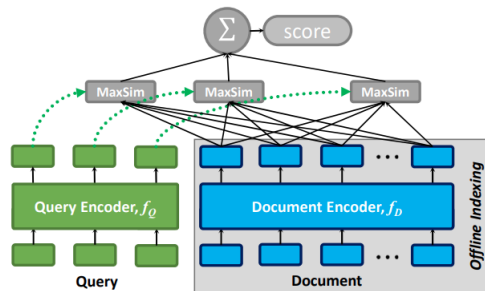 Σ
score
MaxSim
MaxSim
MaxSim
Query Encoder, f_Q
Document Encoder, f_D
Offline Indexing
Query
Document